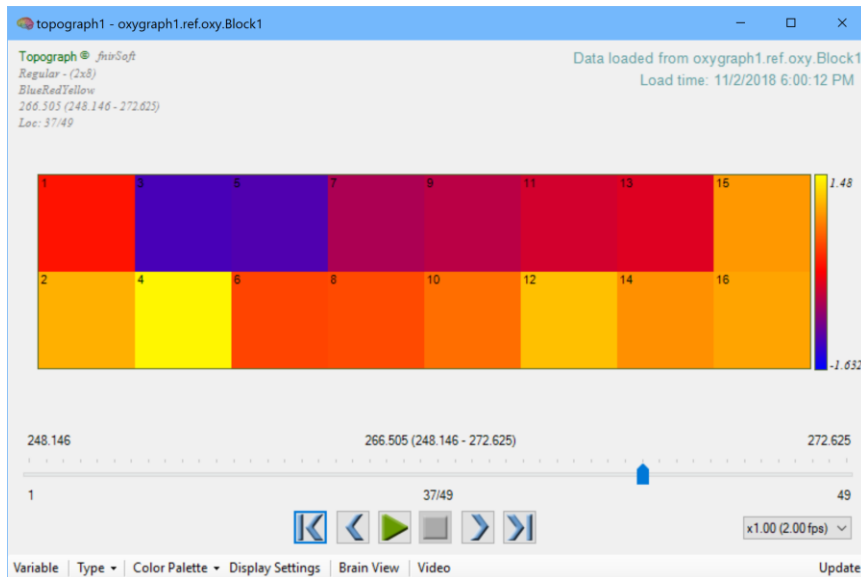 topograph1 - oxygraph1.ref.oxy.Block1
Topograph ® fnirSoft
Regular - (2x8)
BlueRedYellow
266.505 (248.146 - 272.625)
Loc: 37/49
Data loaded from oxygraph1.ref.oxy.Block1
Load time: 11/2/2018 6:00:12 PM
1 3 5 7 9 11 13 15
1.48
2 4 6 8 10 12 14 16
-1.632
248.146 266.505 (248.146 - 272.625) 272.625
1 37/49 49
x1.00 (2.00 fps)
Variable Type Color Palette Display Settings Brain View Video Update